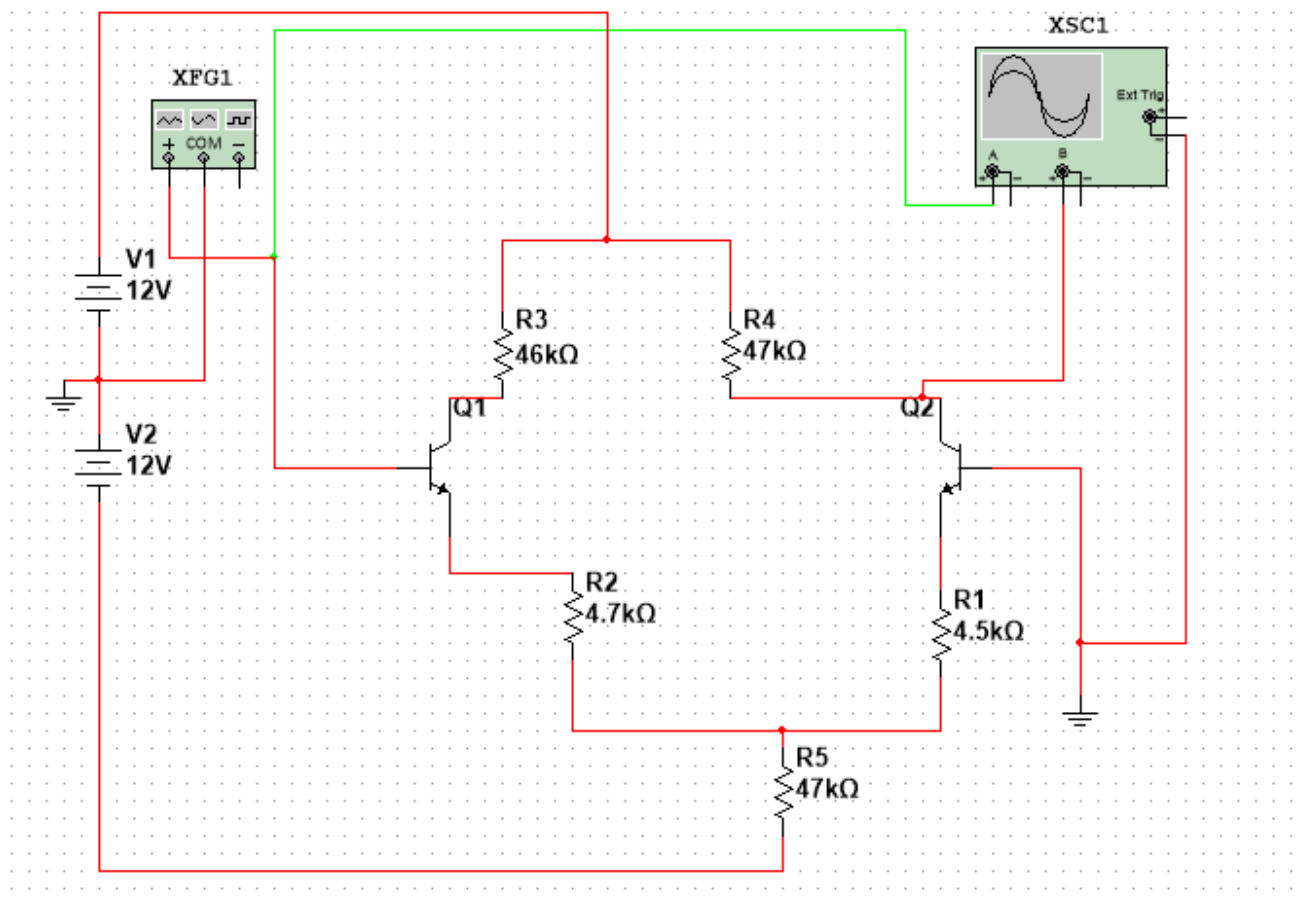 XSC1
XFG1
Ext Trig
+
+ COM −
−
A
B
+ −
+ −
V1
12V
R3
46kΩ
R4
47kΩ
Q1
Q2
V2
12V
R2
4.7kΩ
R1
4.5kΩ
R5
47kΩ